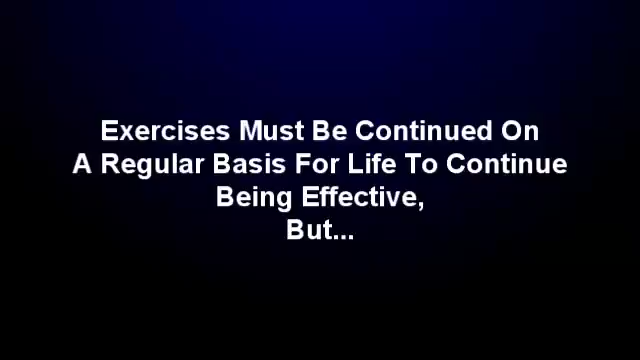 Exercises Must Be Continued On
A Regular Basis For Life To Continue
Being Effective,
But...